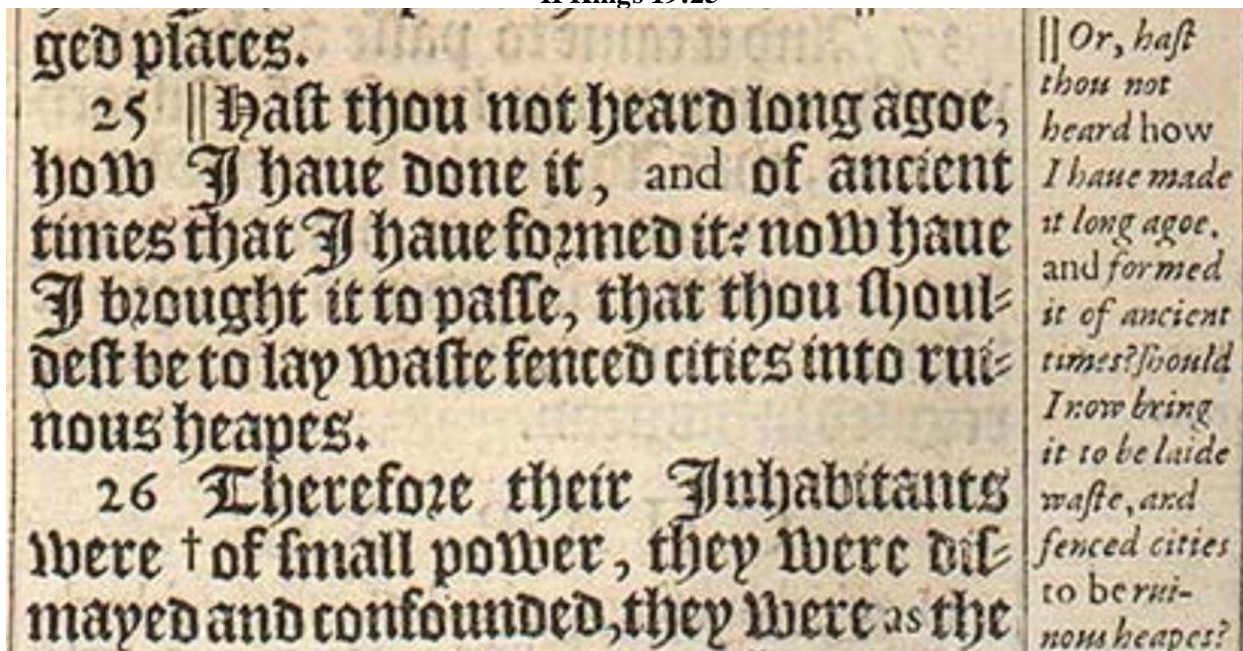 II Kings 19:25
ged places.
25 ||Haſt thou not heard long agoe,
how I haue done it, and of ancient
times that I haue formed it: now haue
I brought it to paſſe, that thou ſhoul-
deſt be to lay waſte fenced cities into rui-
nous heapes.
26 Therefore their Inhabitants
were † of ſmall power, they were diſ-
mayed and confounded, they were as the
|| Or, haſt
thou not
heard how
I haue made
it long agoe,
and formed
it of ancient
times? ſhould
I now bring
it to be laide
waſte, and
fenced cities
to be rui-
nous heapes?